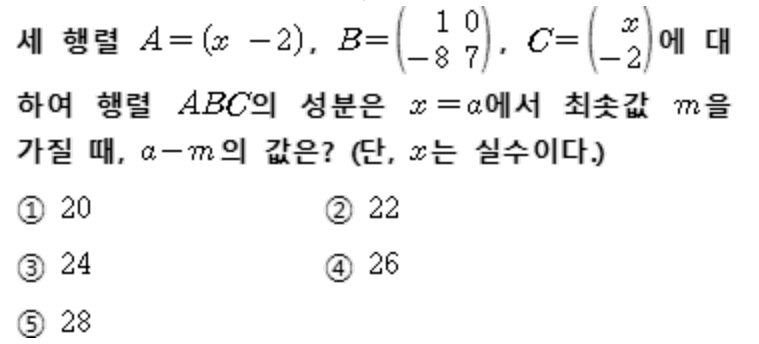 세 행렬 A=(x -2), B=(1 0 -8 7), C=(x -2)에 대
하여 행렬 ABC의 성분은 x=a에서 최솟값 m을
가질 때, a-m의 값은? (단, x는 실수이다.)
① 20 ② 22
③ 24 ④ 26
⑤ 28